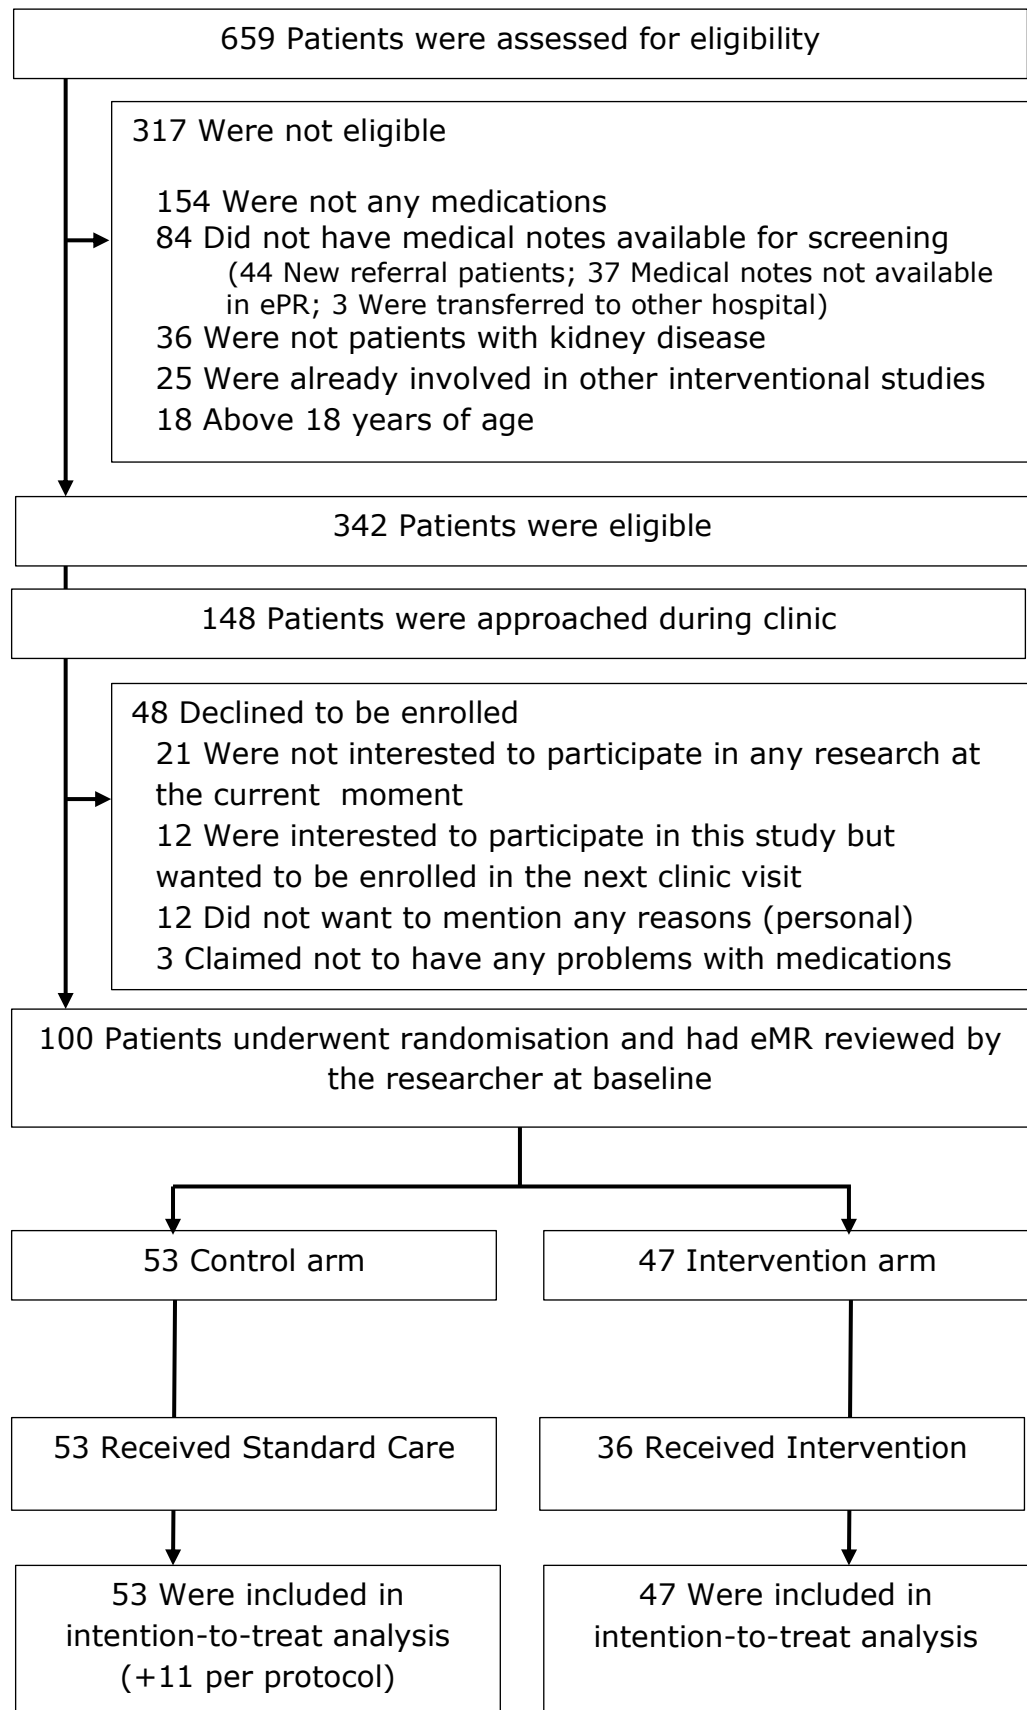 659 Patients were assessed for eligibility
317 Were not eligible
154 Were not any medications
84 Did not have medical notes available for screening
(44 New referral patients; 37 Medical notes not available
in ePR; 3 Were transferred to other hospital)
36 Were not patients with kidney disease
25 Were already involved in other interventional studies
18 Above 18 years of age
342 Patients were eligible
148 Patients were approached during clinic
48 Declined to be enrolled
21 Were not interested to participate in any research at
the current moment
12 Were interested to participate in this study but
wanted to be enrolled in the next clinic visit
12 Did not want to mention any reasons (personal)
3 Claimed not to have any problems with medications
100 Patients underwent randomisation and had eMR reviewed by
the researcher at baseline
53 Control arm
47 Intervention arm
53 Received Standard Care
36 Received Intervention
53 Were included in
intention-to-treat analysis
(+11 per protocol)
47 Were included in
intention-to-treat analysis